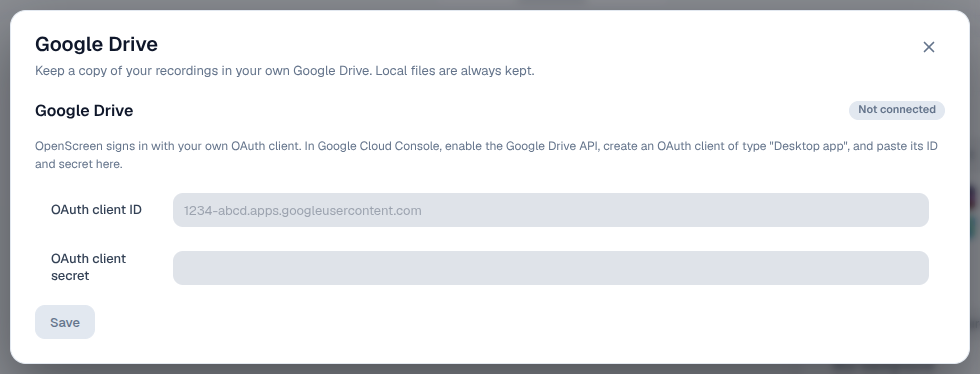 Google Drive
Keep a copy of your recordings in your own Google Drive. Local files are always kept.
Google Drive
Not connected
OpenScreen signs in with your own OAuth client. In Google Cloud Console, enable the Google Drive API, create an OAuth client of type "Desktop app", and paste its ID
and secret here.
OAuth client ID
1234-abcd.apps.googleusercontent.com
OAuth client
secret
Save